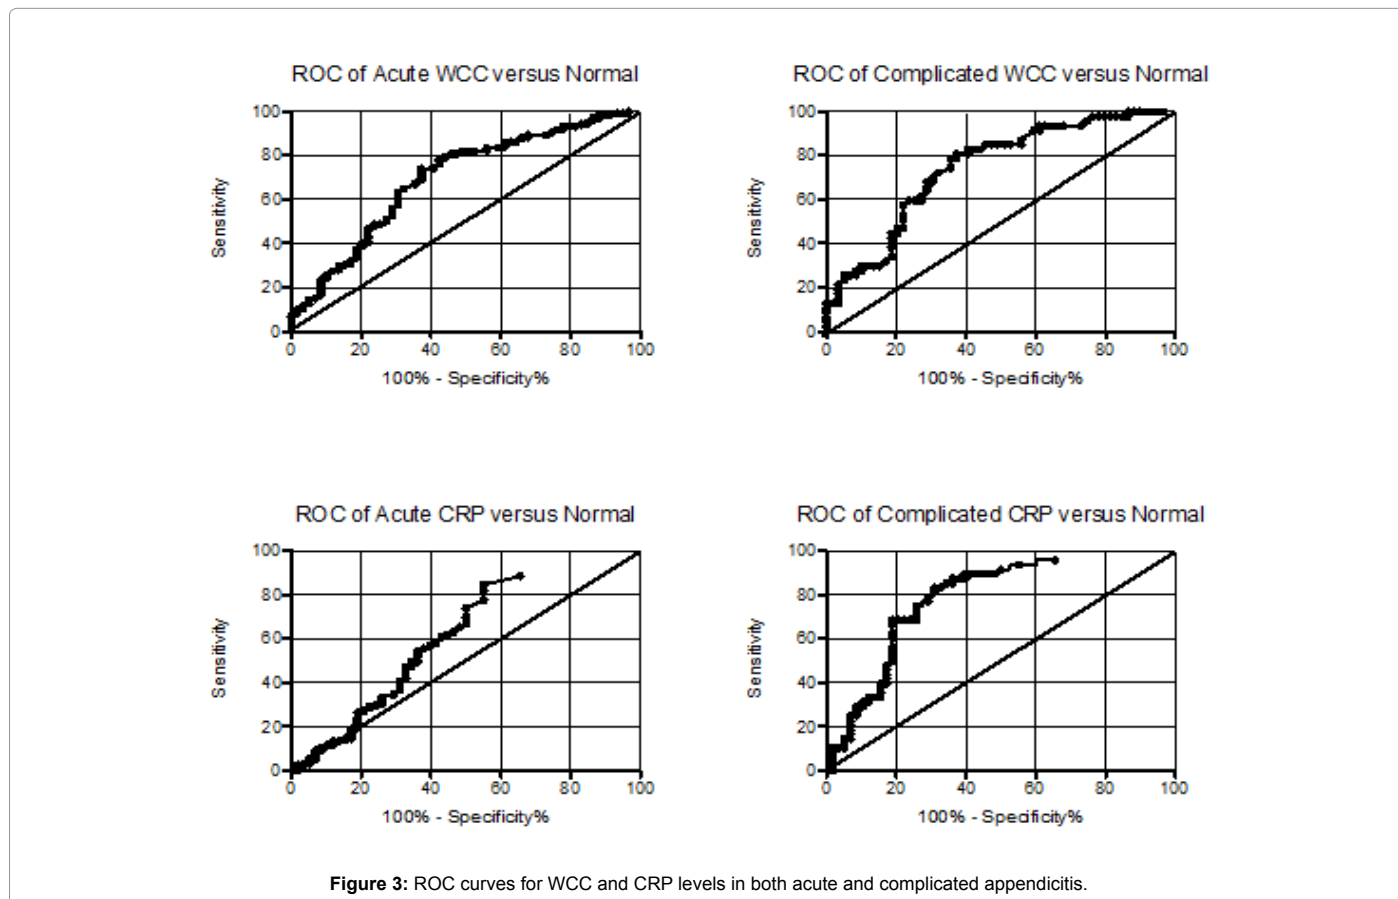 ROC of Acute WCC versus Normal
100
80
60
40
20
0
Sensitivity
0 20 40 60 80 100
100% - Specificity%
ROC of Complicated WCC versus Normal
100
80
60
40
20
0
Sensitivity
0 20 40 60 80 100
100% - Specificity%
ROC of Acute CRP versus Normal
100
80
60
40
20
0
Sensitivity
0 20 40 60 80 100
100% - Specificity%
ROC of Complicated CRP versus Normal
100
80
60
40
20
0
Sensitivity
0 20 40 60 80 100
100% - Specificity%
Figure 3: ROC curves for WCC and CRP levels in both acute and complicated appendicitis.